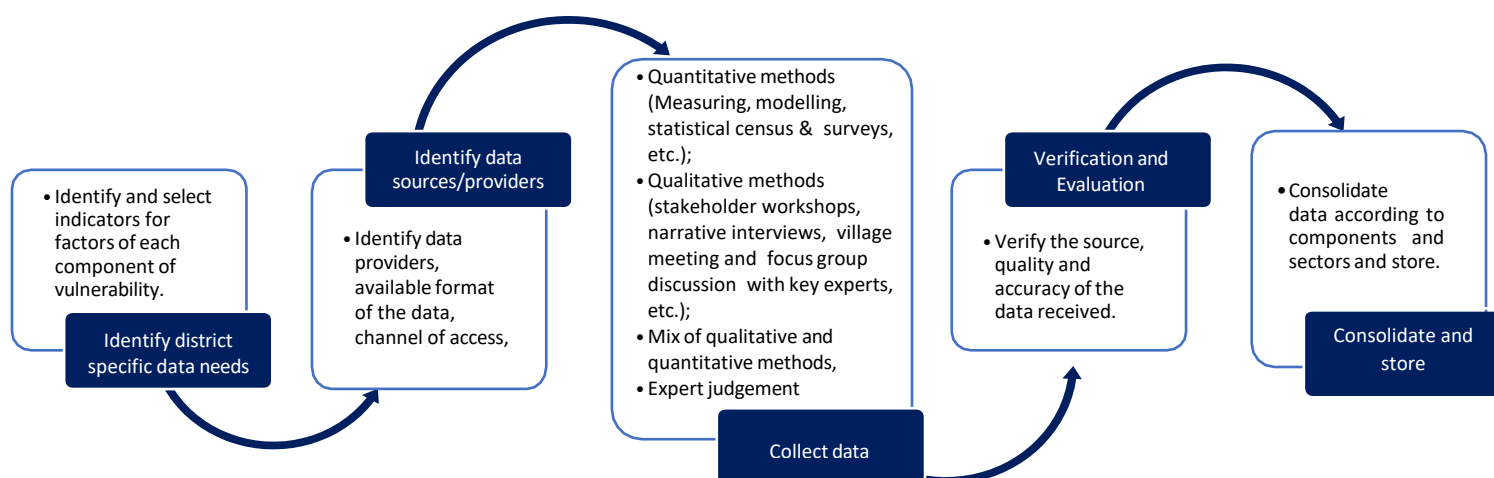 • Identify and select
indicators for
factors of each
component of
vulnerability.
Identify district
specific data needs
Identify data
sources/providers
• Identify data
providers,
available format
of the data,
channel of access,
• Quantitative methods
(Measuring, modelling,
statistical census & surveys,
etc.);
• Qualitative methods
(stakeholder workshops,
narrative interviews, village
meeting and focus group
discussion with key experts,
etc.);
• Mix of qualitative and
quantitative methods,
• Expert judgement
Collect data
Verification and
Evaluation
• Verify the source,
quality and
accuracy of the
data received.
• Consolidate
data according to
components and
sectors and store.
Consolidate and
store